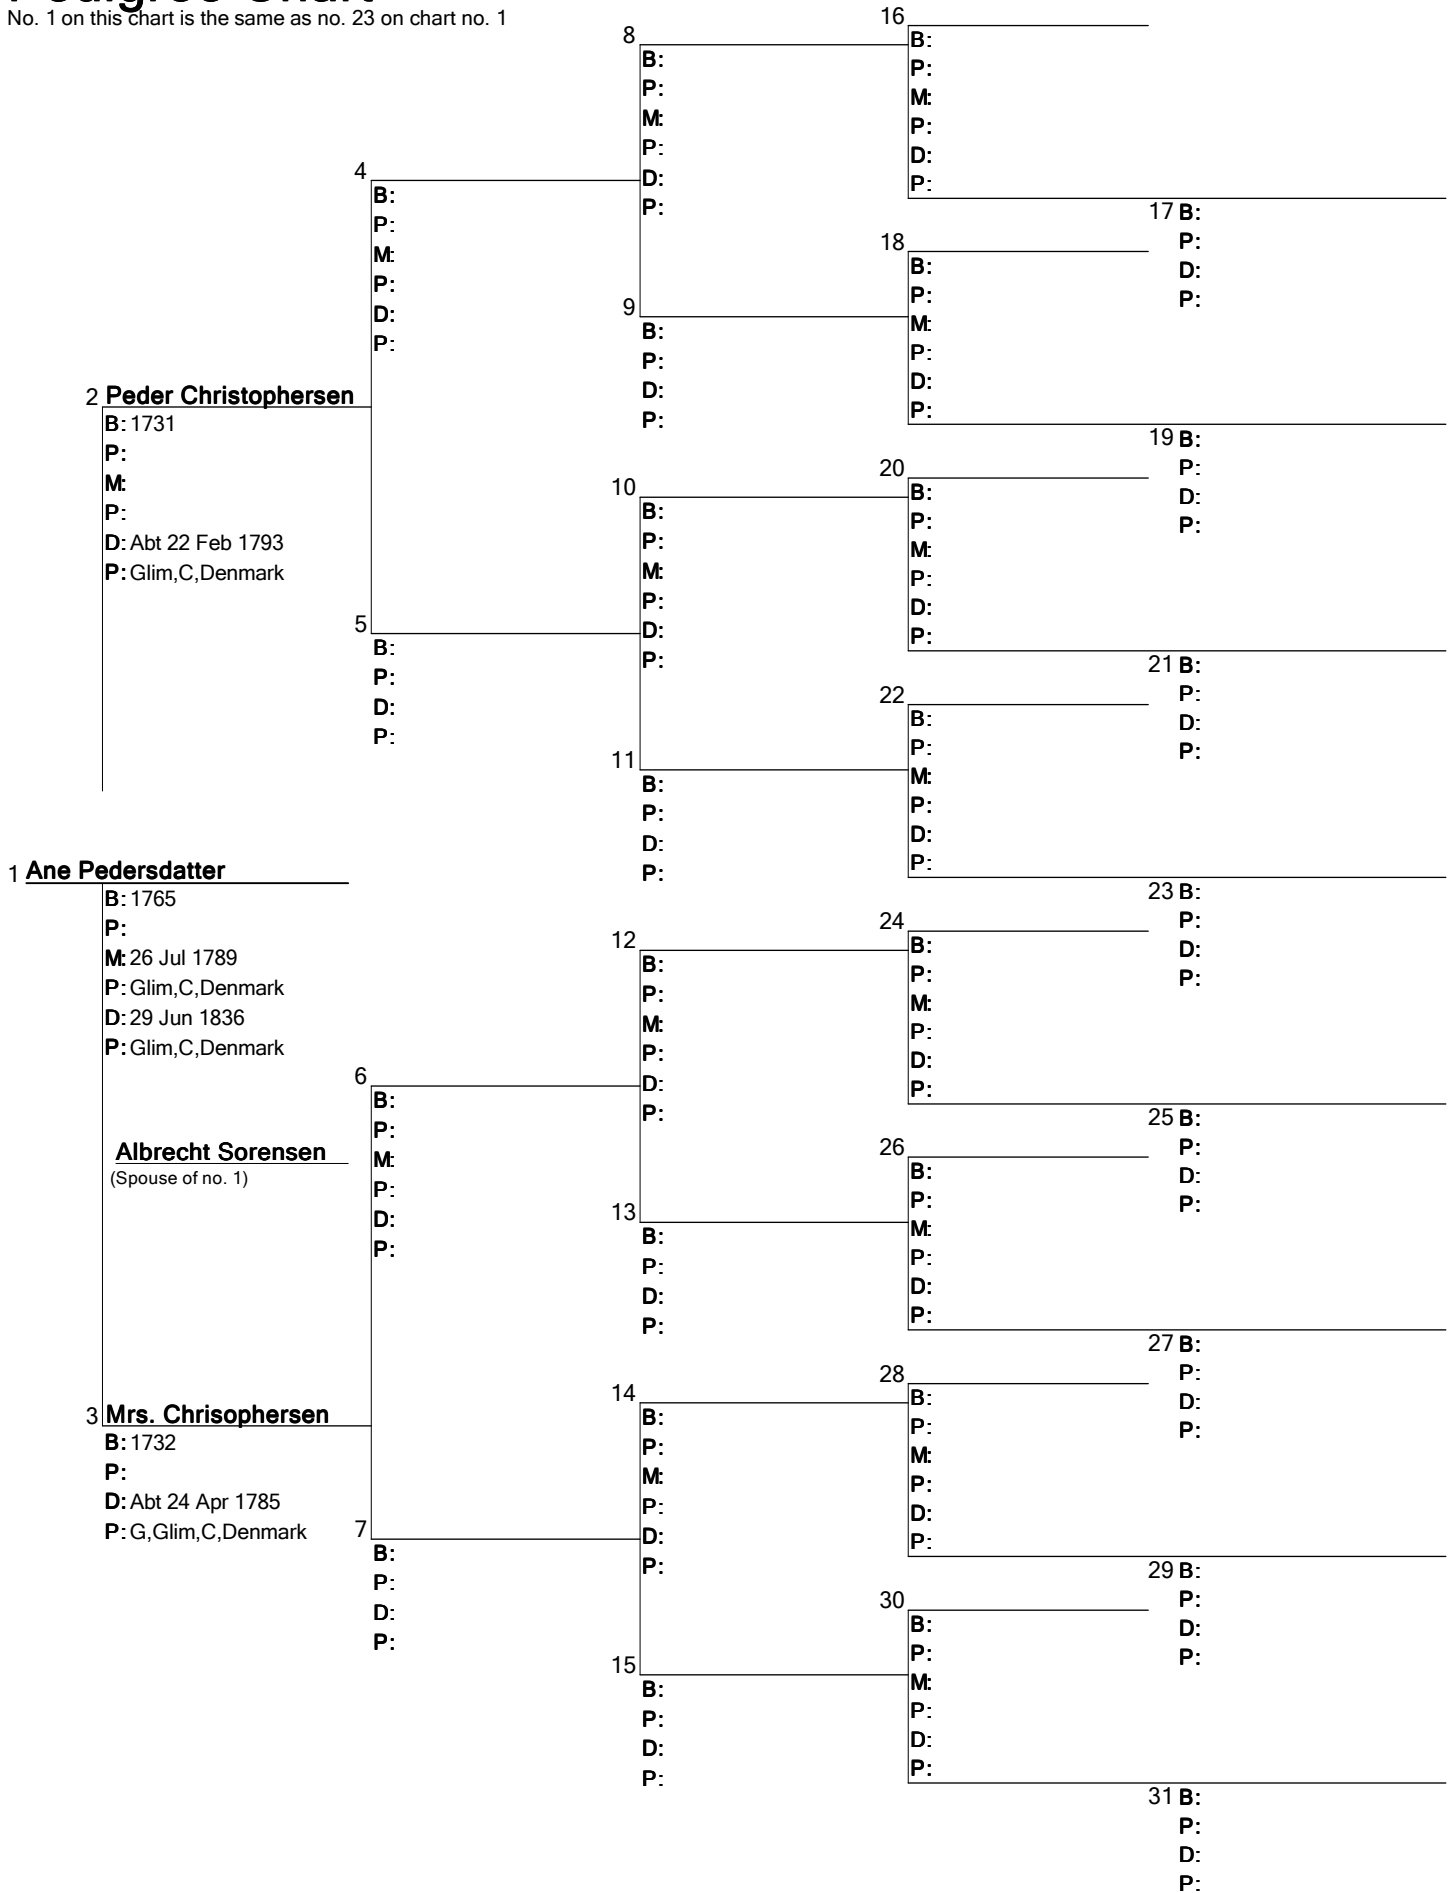 Pedigree Chart
No. 1 on this chart is the same as no. 23 on chart no. 1
2 Peder Christophersen
B: 1731
P:
M:
P:
D: Abt 22 Feb 1793
P: Glim,C,Denmark
1 Ane Pedersdatter
B: 1765
P:
M: 26 Jul 1789
P: Glim,C,Denmark
D: 29 Jun 1836
P: Glim,C,Denmark
Albrecht Sorensen
(Spouse of no. 1)
3 Mrs. Chrisophersen
B: 1732
P:
D: Abt 24 Apr 1785
P: G,Glim,C,Denmark
4
B:
P:
M:
P:
D:
P:
5
B:
P:
D:
P:
6
B:
P:
M:
P:
D:
P:
7
B:
P:
D:
P:
8
B:
P:
M:
P:
D:
P:
9
B:
P:
D:
P:
10
B:
P:
M:
P:
D:
P:
11
B:
P:
D:
P:
12
B:
P:
M:
P:
D:
P:
13
B:
P:
D:
P:
14
B:
P:
M:
P:
D:
P:
15
B:
P:
D:
P:
16
B:
P:
M:
P:
D:
P:
17 B:
P:
D:
P:
18
B:
P:
M:
P:
D:
P:
19 B:
P:
D:
P:
20
B:
P:
M:
P:
D:
P:
21 B:
P:
D:
P:
22
B:
P:
M:
P:
D:
P:
23 B:
P:
D:
P:
24
B:
P:
M:
P:
D:
P:
25 B:
P:
D:
P:
26
B:
P:
M:
P:
D:
P:
27 B:
P:
D:
P:
28
B:
P:
M:
P:
D:
P:
29 B:
P:
D:
P:
30
B:
P:
M:
P:
D:
P:
31 B:
P:
D:
P: